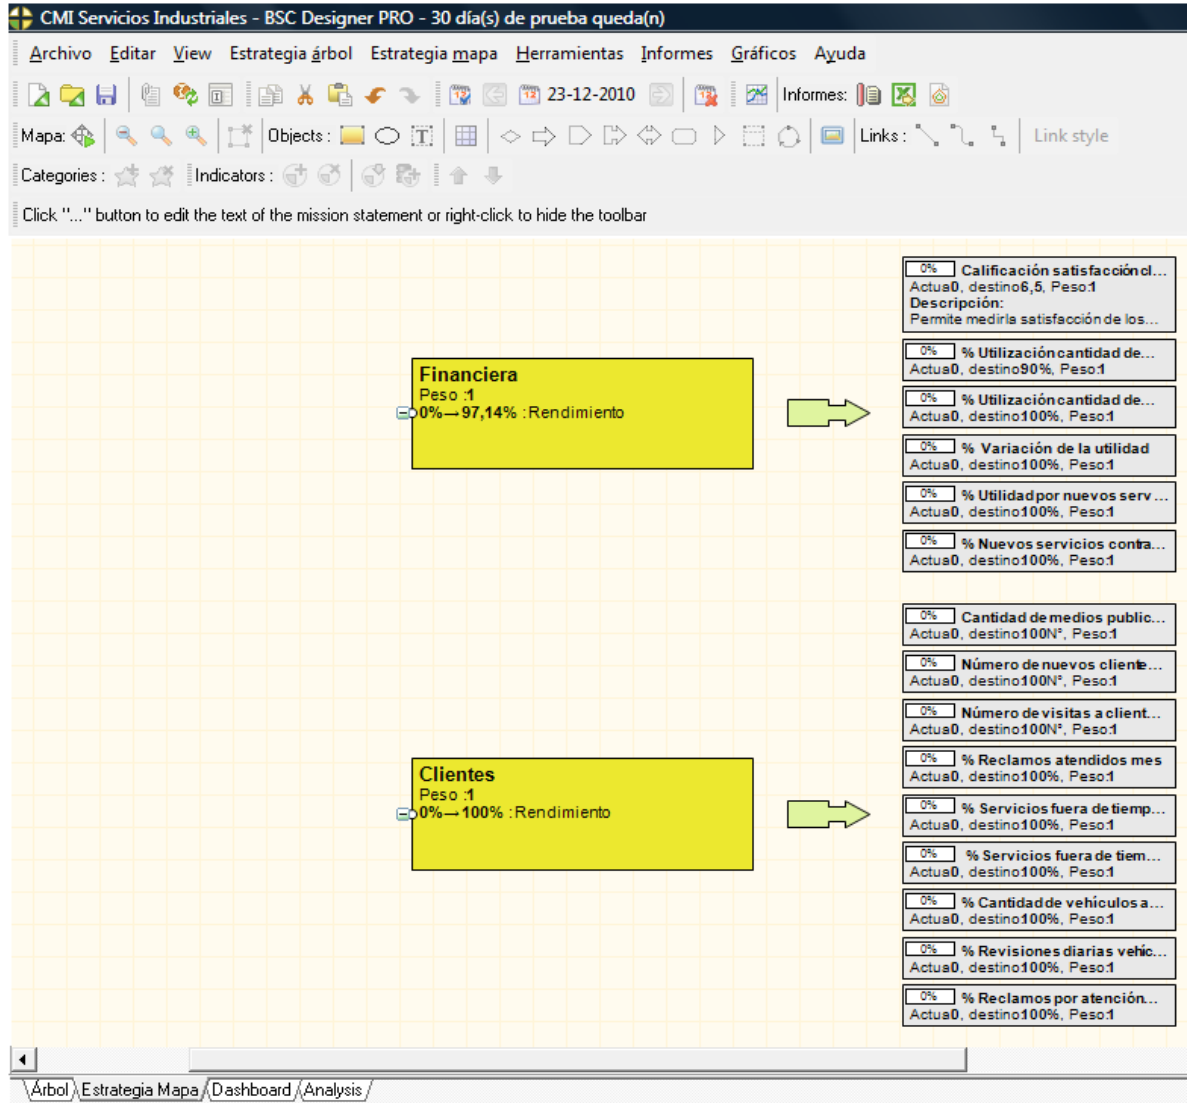 CMI Servicios Industriales - BSC Designer PRO - 30 día(s) de prueba queda(n)
Archivo Editar View Estrategia árbol Estrategia mapa Herramientas Informes Gráficos Ayuda
23-12-2010 Informes:
Mapa: Objects: Links: Link style
Categories: Indicators:
Click "..." button to edit the text of the mission statement or right-click to hide the toolbar
Financiera
Peso :1
0%→97,14% :Rendimiento
0% Calificación satisfacción cl...
Actua0, destino6,5, Peso:1
Descripción:
Permite medir la satisfacción de los...
0% % Utilización cantidad de...
Actua0, destino90%, Peso:1
0% % Utilización cantidad de...
Actua0, destino100%, Peso:1
0% % Variación de la utilidad
Actua0, destino100%, Peso:1
0% % Utilidad por nuevos serv...
Actua0, destino100%, Peso:1
0% % Nuevos servicios contra...
Actua0, destino100%, Peso:1
Clientes
Peso :1
0%→100% :Rendimiento
0% Cantidad de medios public...
Actua0, destino100N°, Peso:1
0% Número de nuevos cliente...
Actua0, destino100N°, Peso:1
0% Número de visitas a client...
Actua0, destino100N°, Peso:1
0% % Reclamos atendidos mes
Actua0, destino100%, Peso:1
0% % Servicios fuera de tiemp...
Actua0, destino100%, Peso:1
0% % Servicios fuera de tiem...
Actua0, destino100%, Peso:1
0% % Cantidad de vehículos a...
Actua0, destino100%, Peso:1
0% % Revisiones diarias vehíc...
Actua0, destino100%, Peso:1
0% % Reclamos por atención...
Actua0, destino100%, Peso:1
Árbol Estrategia Mapa Dashboard Analysis